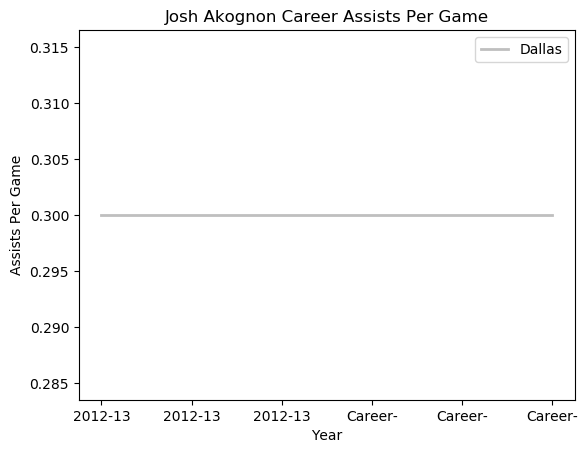 Josh Akognon Career Assists Per Game
Dallas
0.315
0.310
0.305
0.300
0.295
0.290
0.285
Assists Per Game
2012-13 2012-13 2012-13 Career- Career- Career-
Year